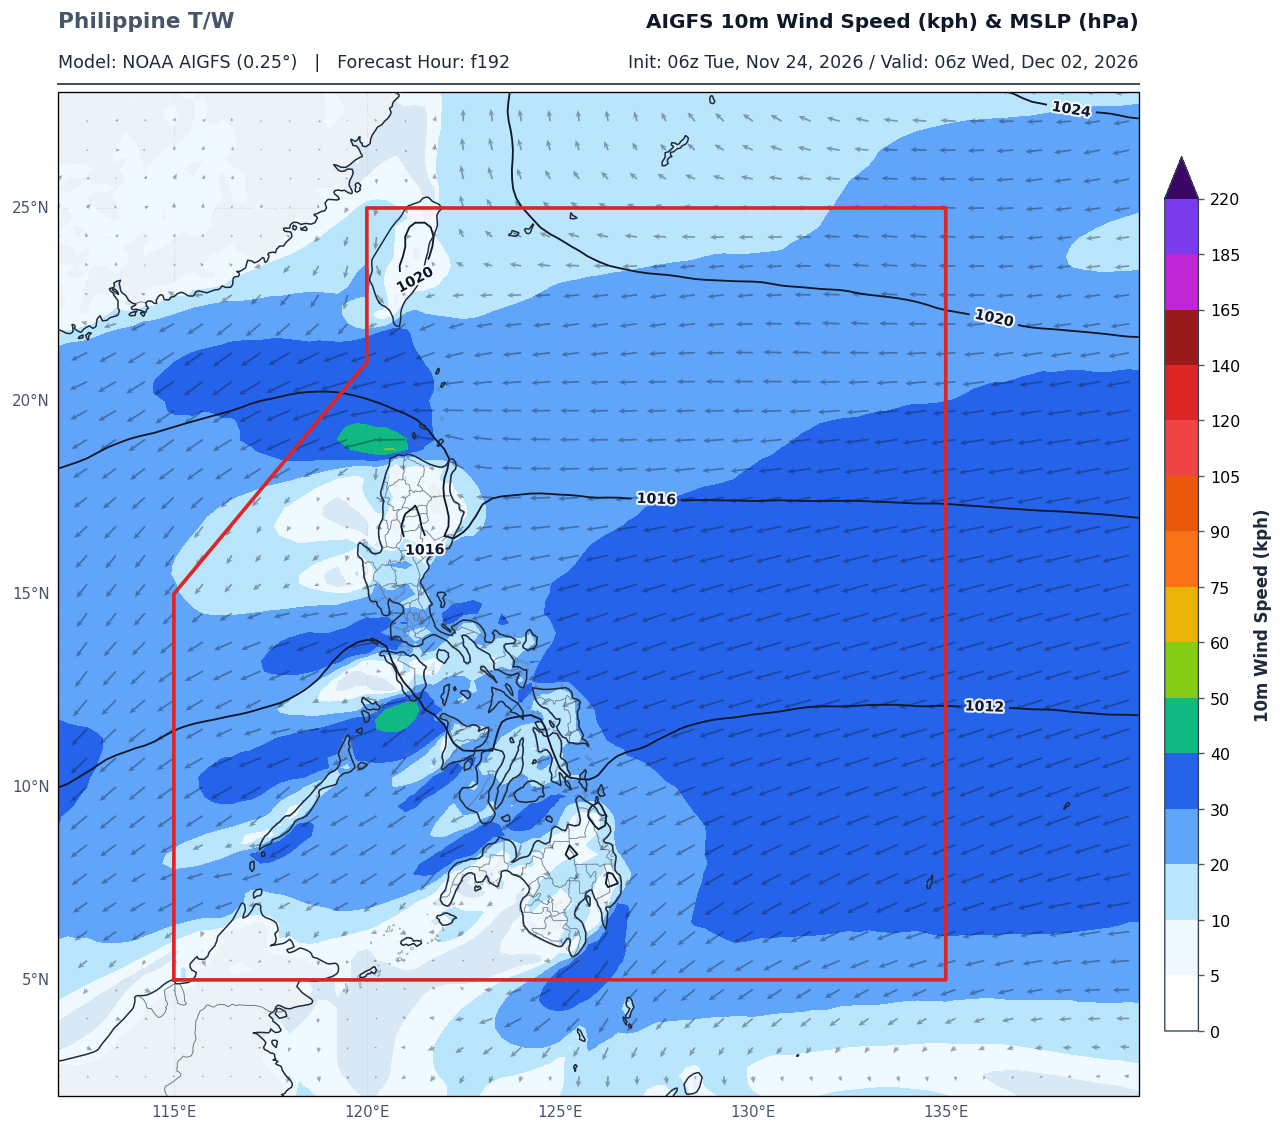 Philippine T/W
AIGFS 10m Wind Speed (kph) & MSLP (hPa)
Model: NOAA AIGFS (0.25°) | Forecast Hour: f192
Init: 06z Tue, Nov 24, 2026 / Valid: 06z Wed, Dec 02, 2026
1024
25°N
1020
1020
20°N
1016
1016
15°N
1012
10°N
5°N
115°E
120°E
125°E
130°E
135°E
220
185
165
140
120
105
90
75
60
50
40
30
20
10
5
0
10m Wind Speed (kph)